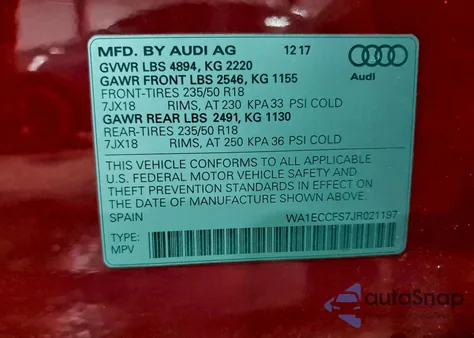 MFD. BY AUDI AG 12 17
GVWR LBS 4894, KG 2220
GAWR FRONT LBS 2546, KG 1155
FRONT-TIRES 235/50 R18
7JX18 RIMS, AT 230 KPA 33 PSI COLD
GAWR REAR LBS 2491, KG 1130
REAR-TIRES 235/50 R18
7JX18 RIMS, AT 250 KPA 36 PSI COLD
Audi
THIS VEHICLE CONFORMS TO ALL APPLICABLE
U.S. FEDERAL MOTOR VEHICLE SAFETY AND
THEFT PREVENTION STANDARDS IN EFFECT ON
THE DATE OF MANUFACTURE SHOWN ABOVE.
SPAIN WA1ECCFS7JR021197
TYPE:
MPV
autoSnap